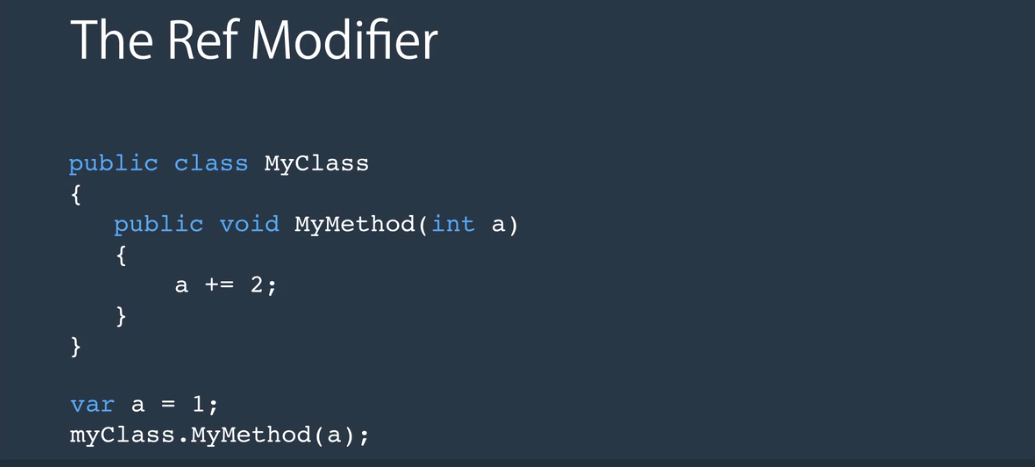 The Ref Modifier
public class MyClass
{
   public void MyMethod(int a)
   {
       a += 2;
   }
}
var a = 1;
myClass.MyMethod(a);